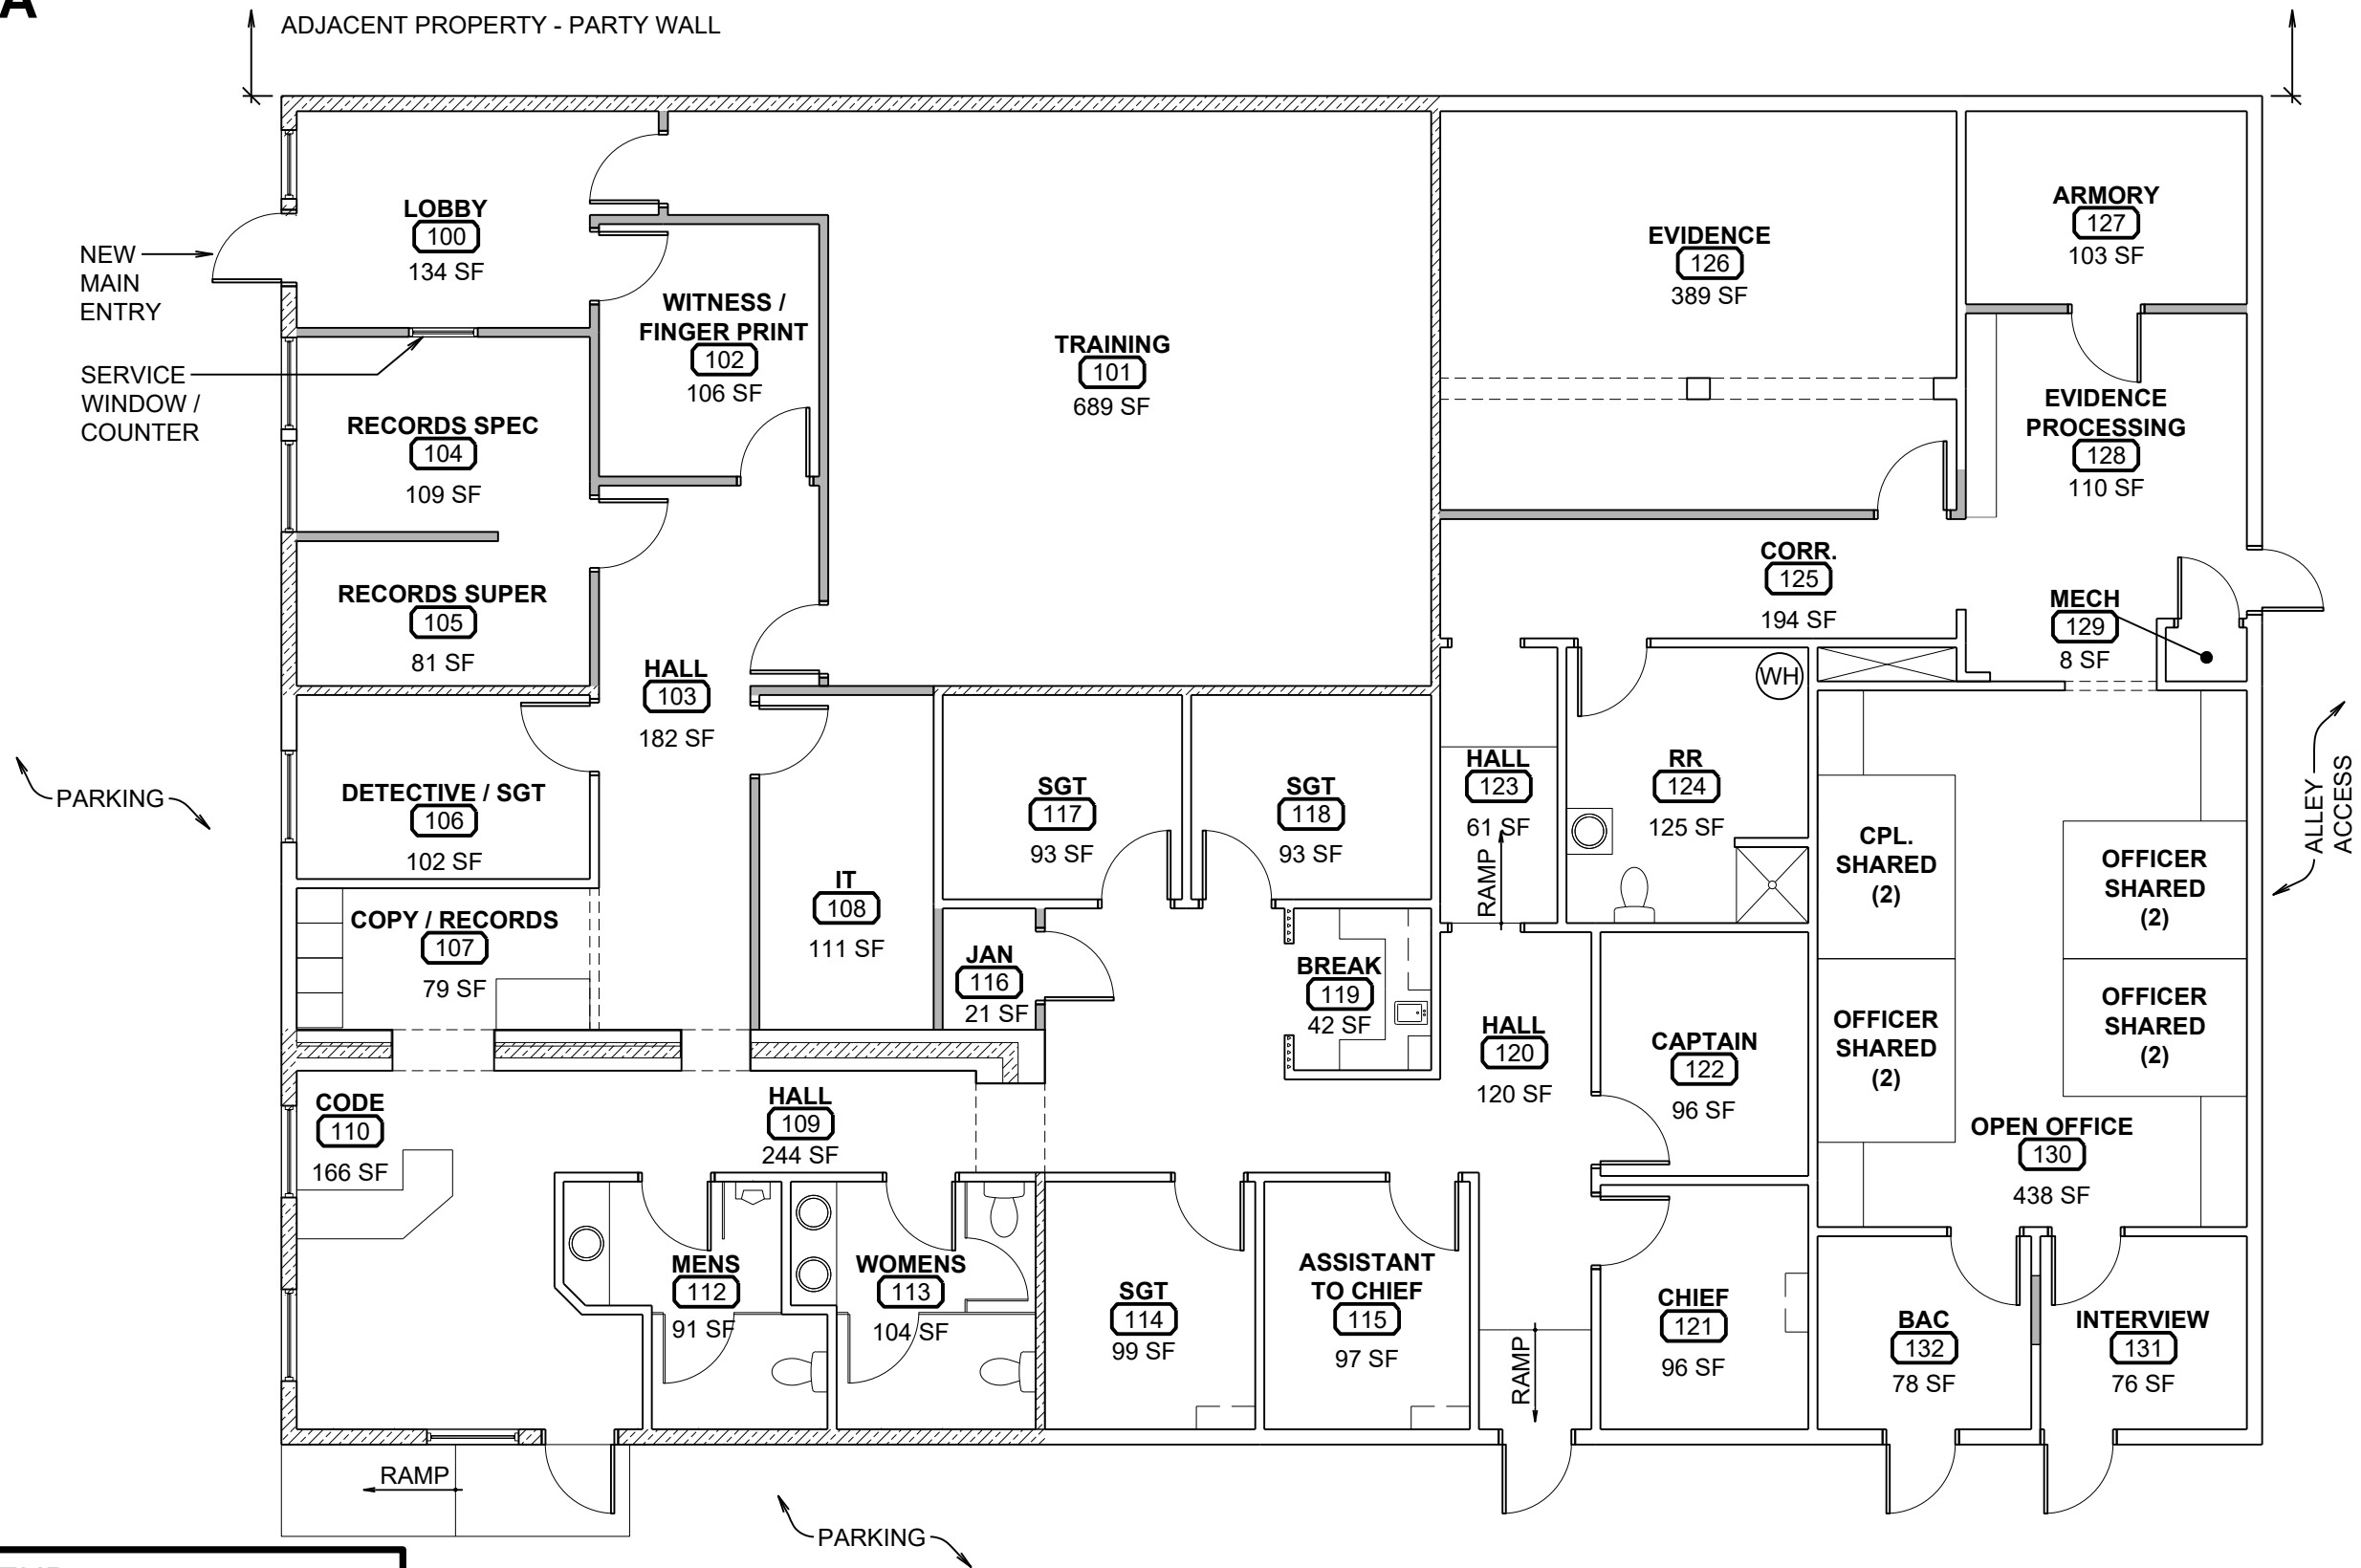 A
ADJACENT PROPERTY - PARTY WALL
LOBBY
100
134 SF
NEW
MAIN
ENTRY
SERVICE
WINDOW /
COUNTER
WITNESS /
FINGER PRINT
102
106 SF
TRAINING
101
689 SF
EVIDENCE
126
389 SF
ARMORY
127
103 SF
EVIDENCE
PROCESSING
128
110 SF
RECORDS SPEC
104
109 SF
RECORDS SUPER
105
81 SF
HALL
103
182 SF
CORR.
125
194 SF
MECH
129
8 SF
WH
DETECTIVE / SGT
106
102 SF
PARKING
SGT
117
93 SF
SGT
118
93 SF
HALL
123
61 SF
RAMP
RR
124
125 SF
CPL.
SHARED
(2)
OFFICER
SHARED
(2)
ALLEY
ACCESS
IT
108
111 SF
COPY / RECORDS
107
79 SF
JAN
116
21 SF
BREAK
119
42 SF
HALL
120
120 SF
CAPTAIN
122
96 SF
OFFICER
SHARED
(2)
OFFICER
SHARED
(2)
CODE
110
166 SF
HALL
109
244 SF
OPEN OFFICE
130
438 SF
MENS
112
91 SF
WOMENS
113
104 SF
SGT
114
99 SF
ASSISTANT
TO CHIEF
115
97 SF
RAMP
CHIEF
121
96 SF
BAC
132
78 SF
INTERVIEW
131
76 SF
RAMP
PARKING